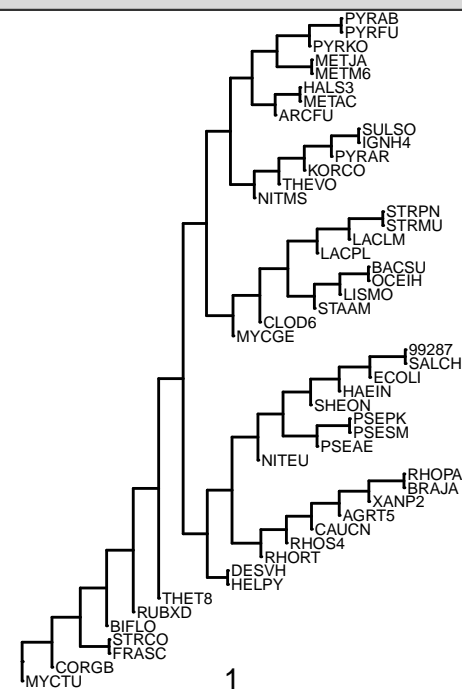 PYRAB
PYRFU
PYRKO
METJA
METM6
HALS3
METAC
ARCFU
SULSO
IGNH4
PYRAR
KORCO
THEVO
NITMS
STRPN
STRMU
LACLM
LACPL
BACSU
OCEIH
LISMO
STAAM
CLOD6
MYCGE
99287
SALCH
ECOLI
HAEIN
SHEON
PSEPK
PSESM
PSEAE
NITEU
RHOPA
BRAJA
XANP2
AGRT5
CAUCN
RHOS4
RHORT
DESVH
HELPY
THET8
RUBXD
BIFLO
STRCO
FRASC
CORGB
MYCTU
1